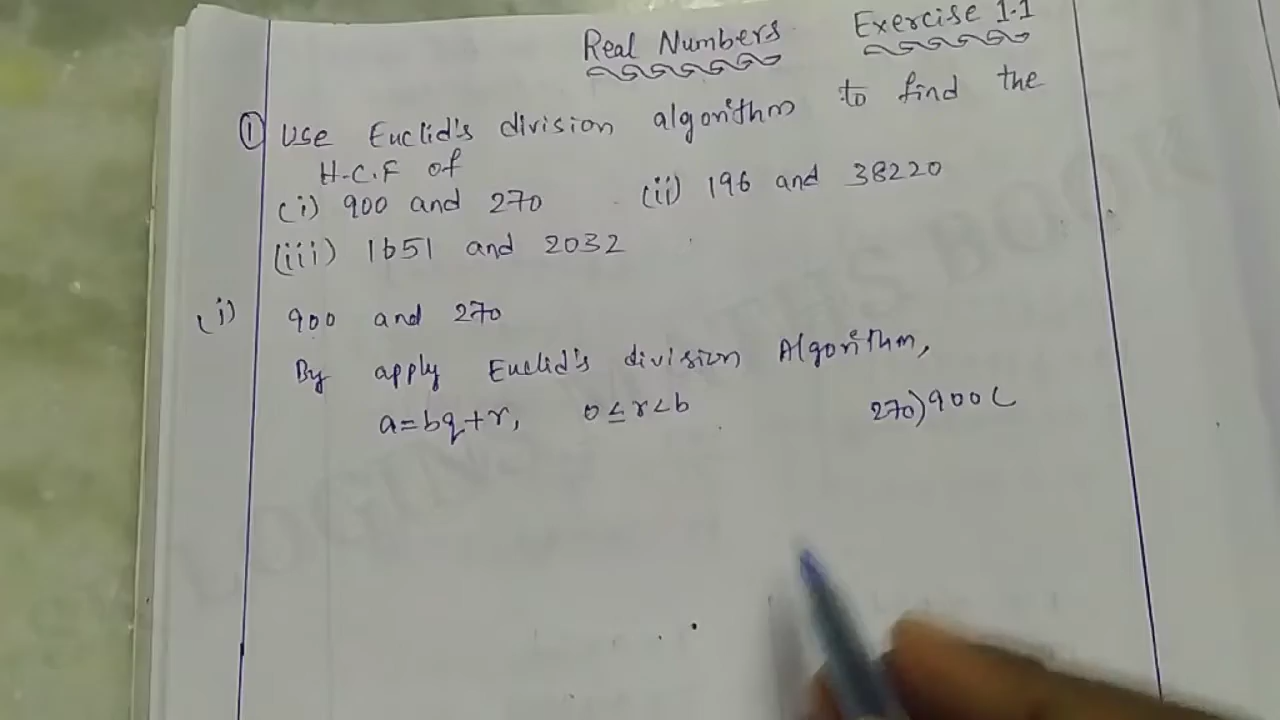 Real Numbers Exercise 1.1
① Use Euclid's division algorithm to find the
H.C.F of
(i) 900 and 270 (ii) 196 and 38220
(iii) 1651 and 2032
(i) 900 and 270
By apply Euclid's division Algorithm,
a=bq+r, 0≤r<b 270)900(